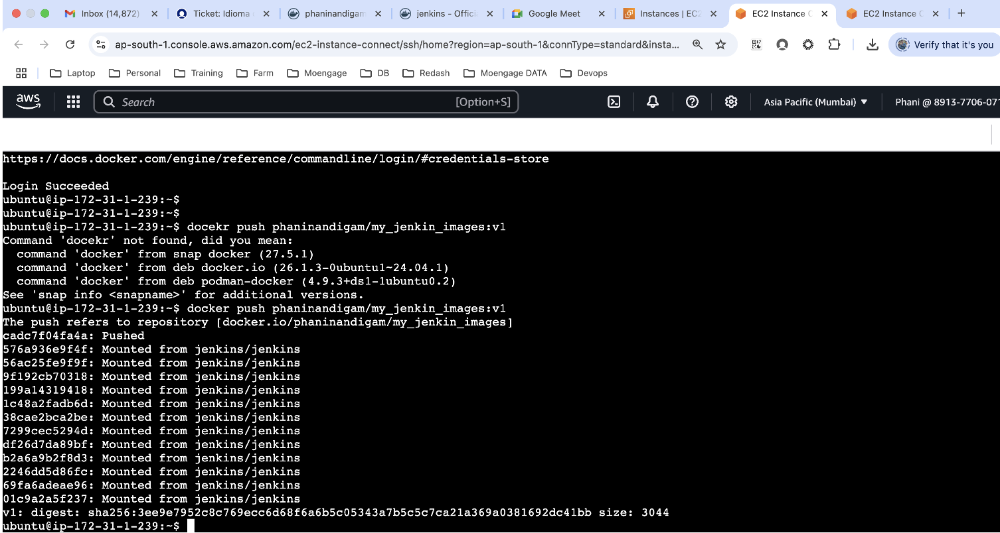 Inbox (14,872)
Ticket: Idioma
phaninandigam
jenkins - Offici
Google Meet
Instances | EC2
EC2 Instance C
EC2 Instance C
ap-south-1.console.aws.amazon.com/ec2-instance-connect/ssh/home?region=ap-south-1&connType=standard&insta...
Verify that it's you
Laptop Personal Training Farm Moengage DB Redash Moengage DATA Devops
aws Search [Option+S] Asia Pacific (Mumbai) Phani @ 8913-7706-071
https://docs.docker.com/engine/reference/commandline/login/#credentials-store
Login Succeeded
ubuntu@ip-172-31-1-239:~$
ubuntu@ip-172-31-1-239:~$
ubuntu@ip-172-31-1-239:~$ docekr push phaninandigam/my_jenkin_images:v1
Command 'docekr' not found, did you mean:
command 'docker' from snap docker (27.5.1)
command 'docker' from deb docker.io (26.1.3-0ubuntu1~24.04.1)
command 'docker' from deb podman-docker (4.9.3+ds1-1ubuntu0.2)
See 'snap info <snapname>' for additional versions.
ubuntu@ip-172-31-1-239:~$ docker push phaninandigam/my_jenkin_images:v1
The push refers to repository [docker.io/phaninandigam/my_jenkin_images]
cadc7f04fa4a: Pushed
576a936e9f4f: Mounted from jenkins/jenkins
56ac25fe9f9f: Mounted from jenkins/jenkins
9f192cb70318: Mounted from jenkins/jenkins
199a14319418: Mounted from jenkins/jenkins
1c48a2fadb6d: Mounted from jenkins/jenkins
38cae2bca2be: Mounted from jenkins/jenkins
7299cec5294d: Mounted from jenkins/jenkins
df26d7da89bf: Mounted from jenkins/jenkins
b2a6a9b2f8d3: Mounted from jenkins/jenkins
2246dd5d86fc: Mounted from jenkins/jenkins
69fa6adeae96: Mounted from jenkins/jenkins
01c9a2a5f237: Mounted from jenkins/jenkins
v1: digest: sha256:3ee9e7952c8c769ecc6d68f6a6b5c05343a7b5c5c7ca21a369a0381692dc41bb size: 3044
ubuntu@ip-172-31-1-239:~$